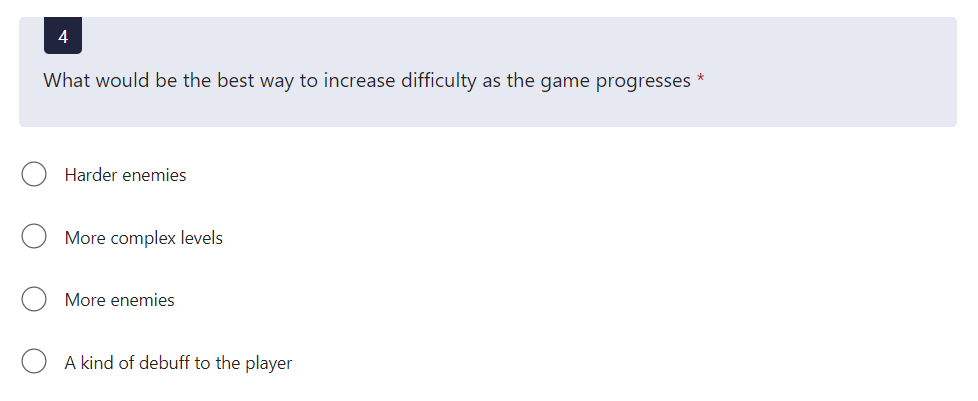 4
What would be the best way to increase difficulty as the game progresses *
Harder enemies
More complex levels
More enemies
A kind of debuff to the player